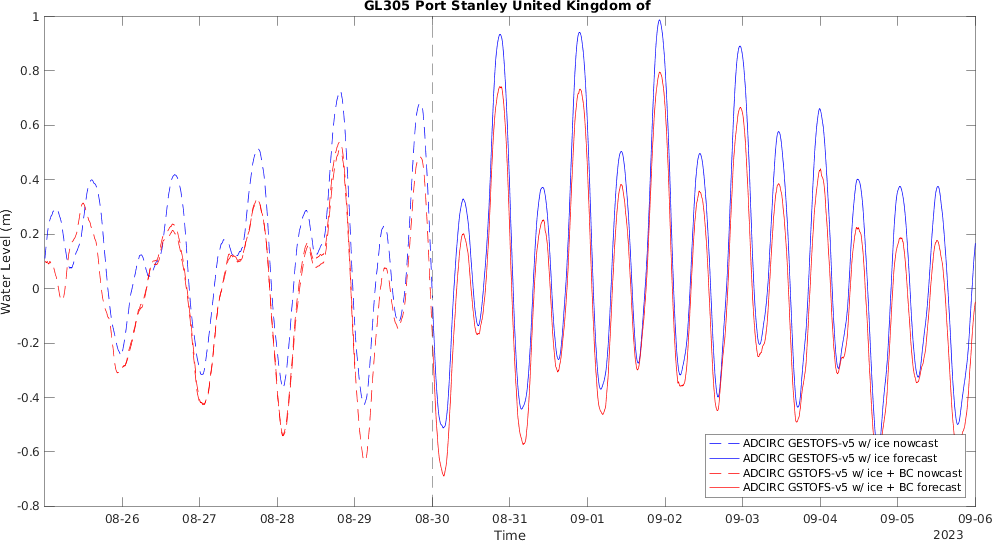 GL305 Port Stanley United Kingdom of
1
0.8
0.6
0.4
0.2
0
-0.2
-0.4
-0.6
-0.8
Water Level (m)
08-26 08-27 08-28 08-29 08-30 08-31 09-01 09-02 09-03 09-04 09-05 09-06
Time
2023
ADCIRC GESTOFS-v5 w/ ice nowcast
ADCIRC GESTOFS-v5 w/ ice forecast
ADCIRC GSTOFS-v5 w/ ice + BC nowcast
ADCIRC GSTOFS-v5 w/ ice + BC forecast